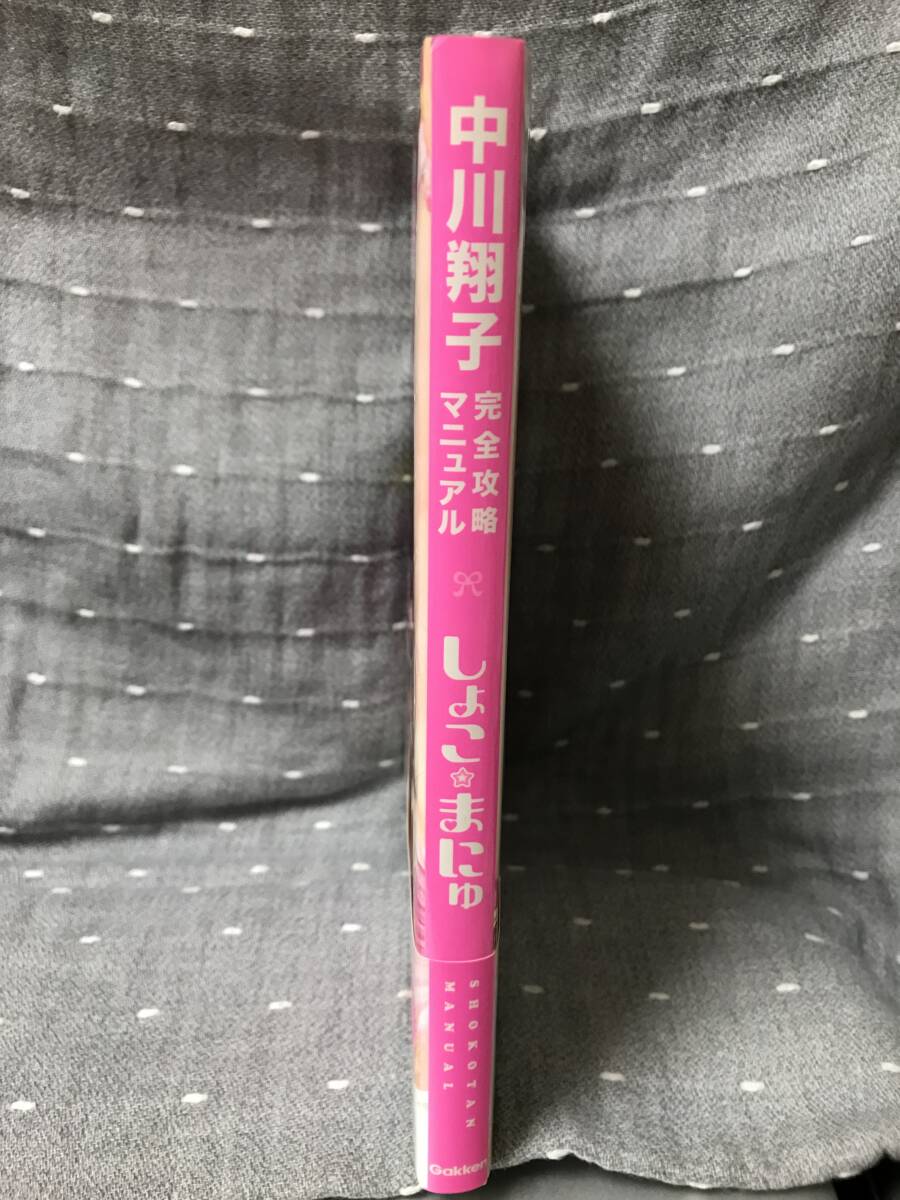 中川翔子
完全攻略
マニュアル
しょこ☆まにゅ
SHOKOTAN
MANUAL
Gakken